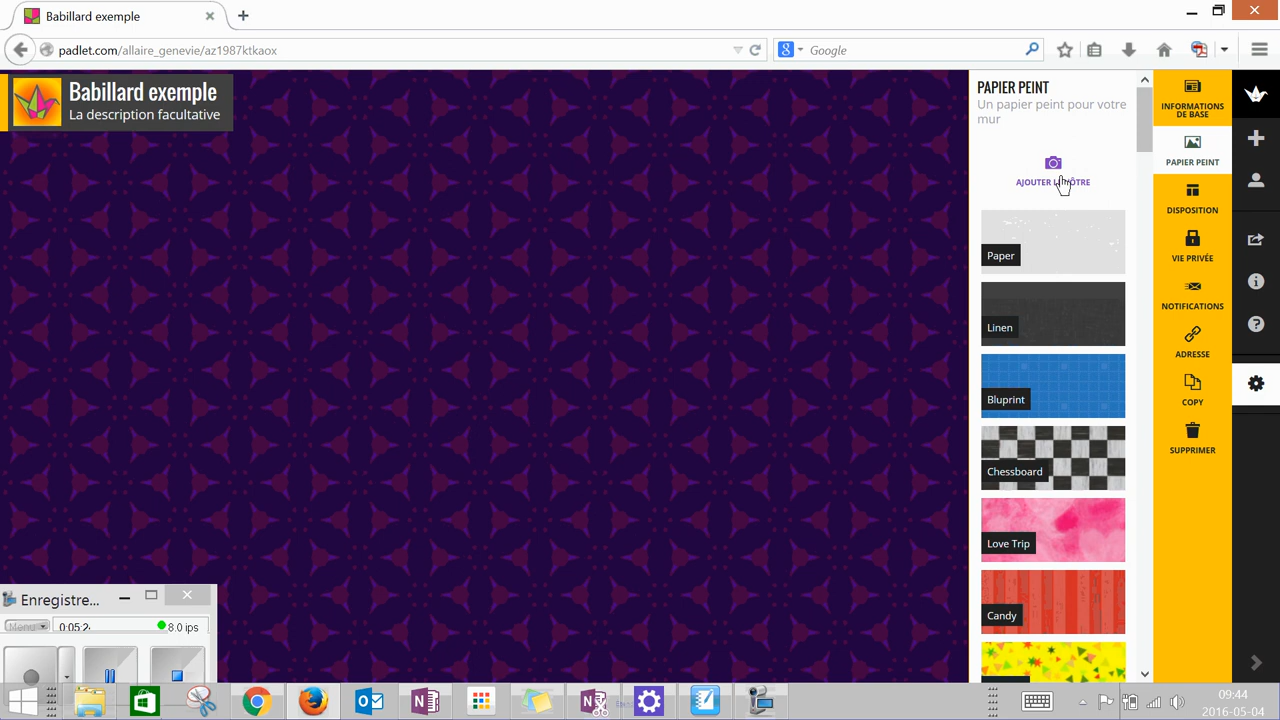 Babillard exemple
padlet.com/allaire_genevie/az1987ktkaox
Google
Babillard exemple
La description facultative
PAPIER PEINT
Un papier peint pour votre
mur
AJOUTER
Paper
Linen
Bluprint
Chessboard
Love Trip
Candy
INFORMATIONS
DE BASE
PAPIER PEINT
DISPOSITION
VIE PRIVÉE
NOTIFICATIONS
ADRESSE
COPY
SUPPRIMER
Enregistre...
Menu
8.0 ips
09:44
2016-05-04